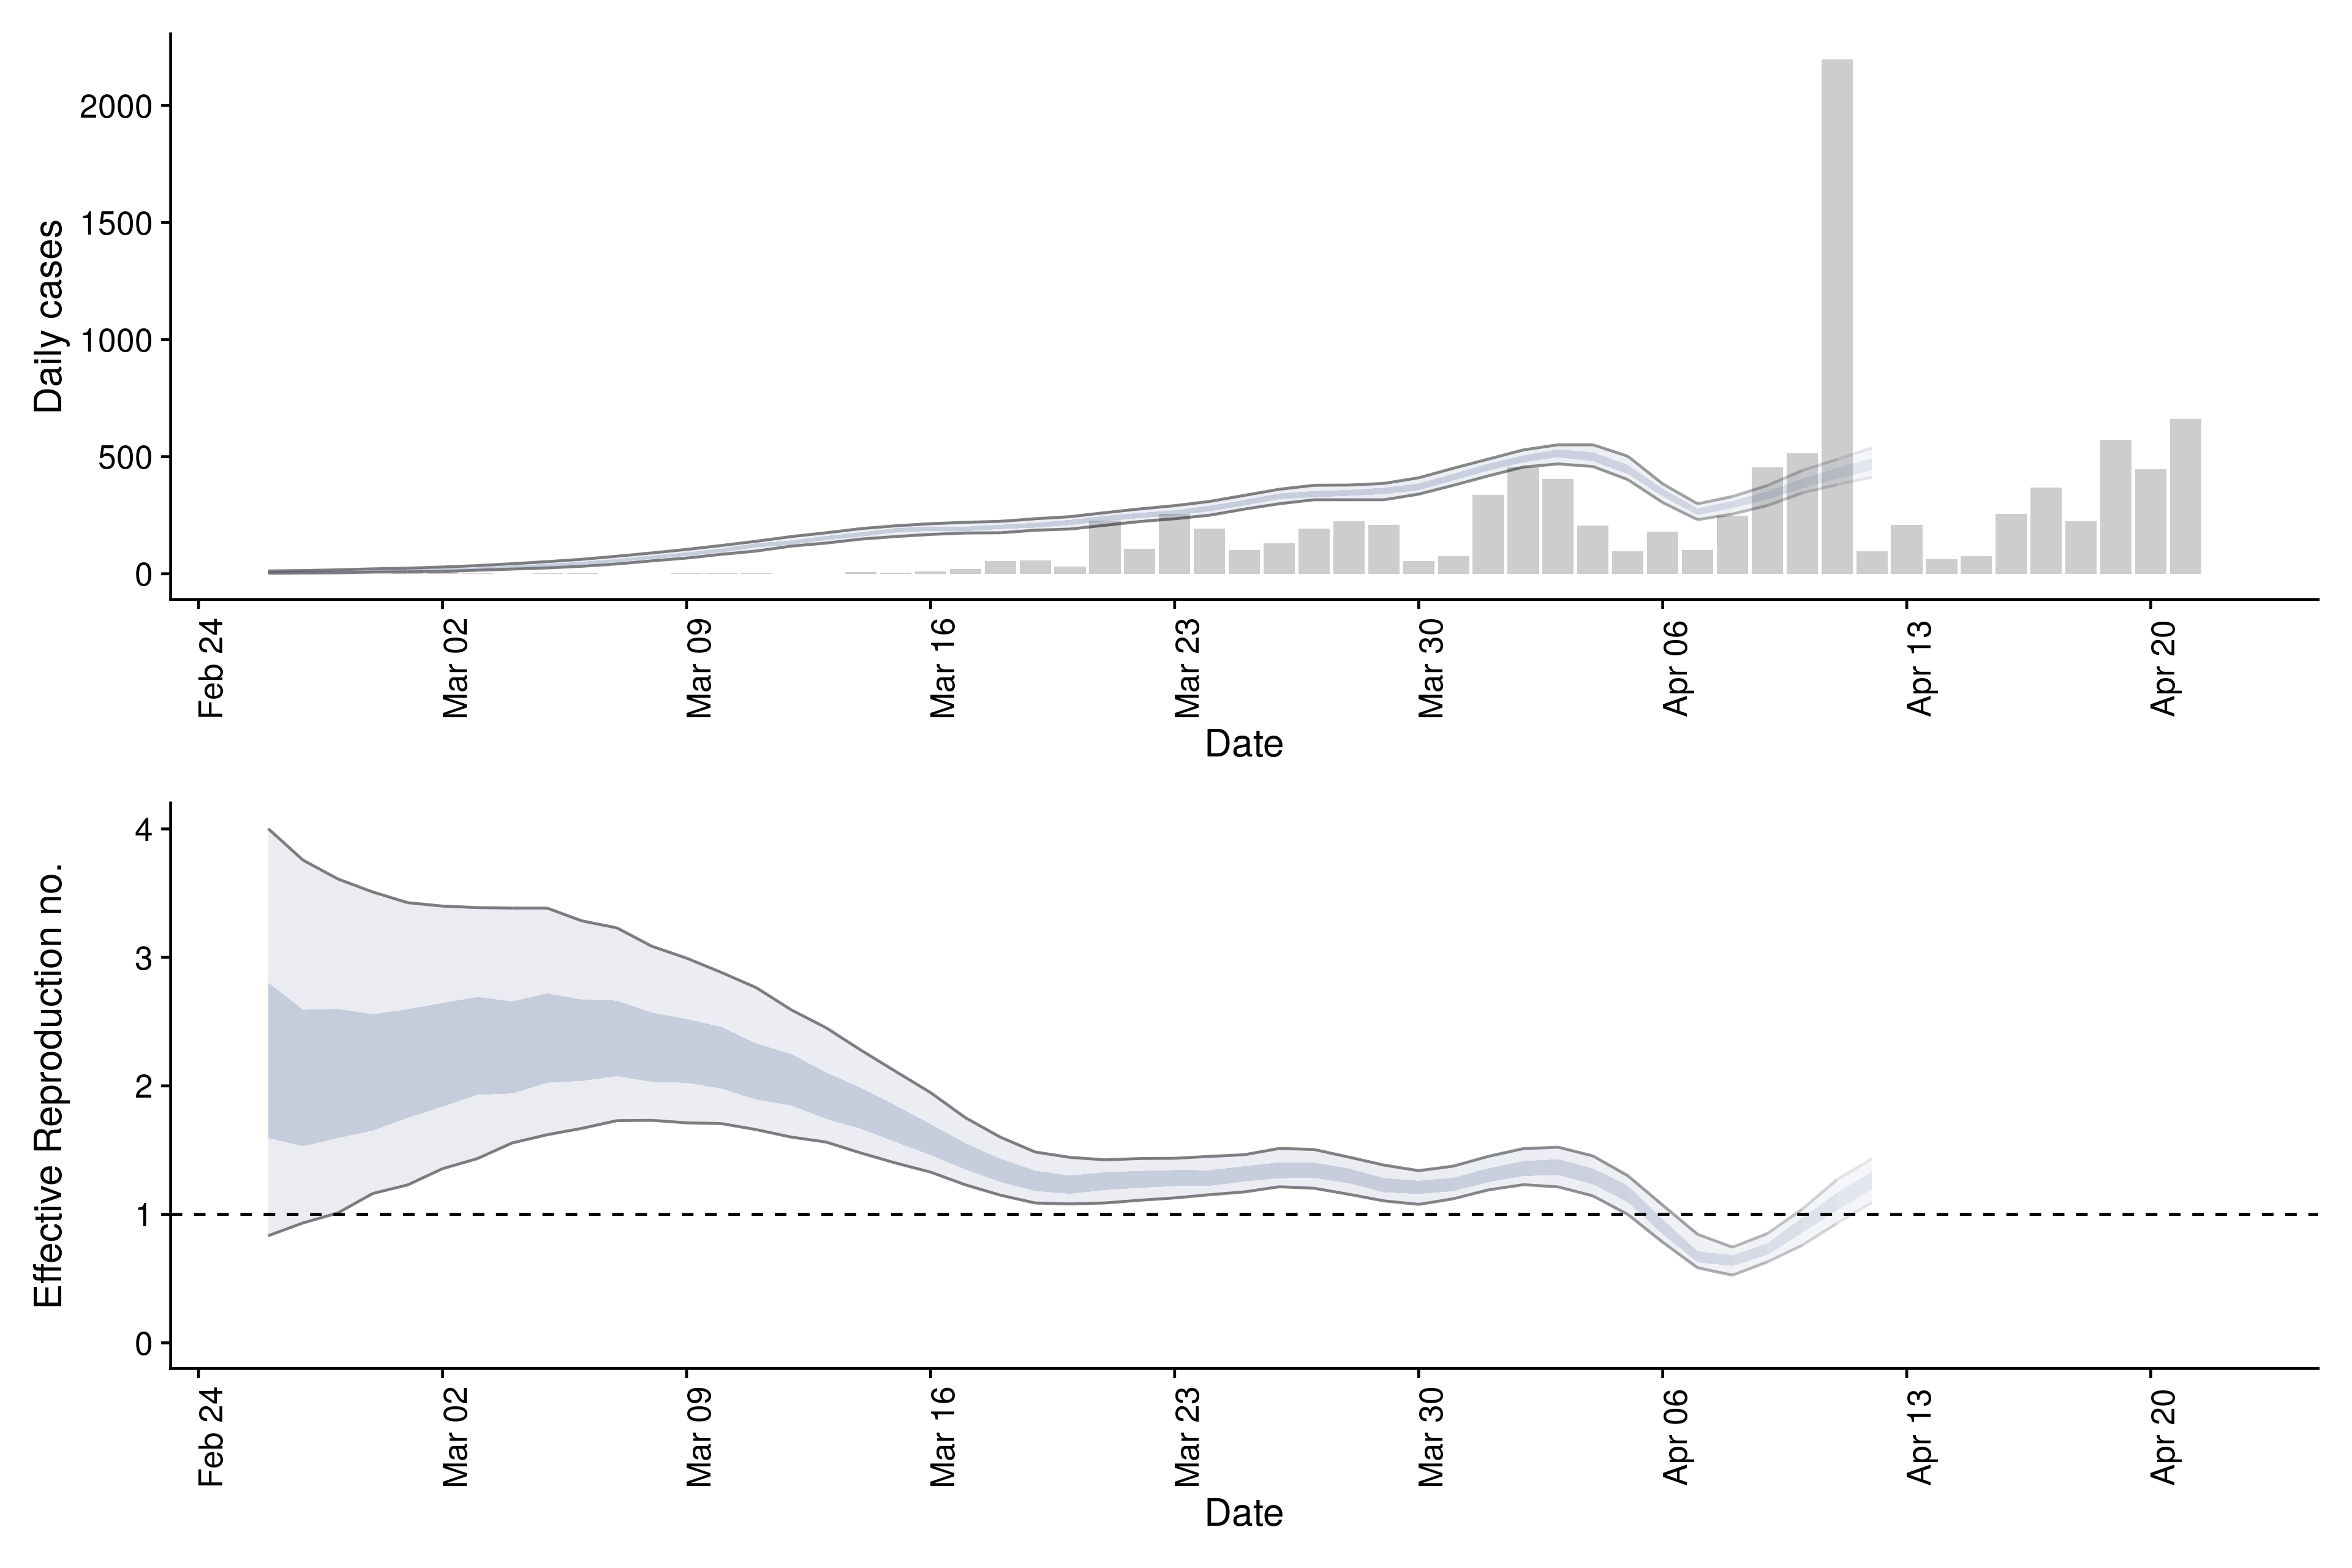 Daily cases
2000
1500
1000
500
0
Feb 24
Mar 02
Mar 09
Mar 16
Mar 23
Mar 30
Apr 06
Apr 13
Apr 20
Date
Effective Reproduction no.
4
3
2
1
0
Feb 24
Mar 02
Mar 09
Mar 16
Mar 23
Mar 30
Apr 06
Apr 13
Apr 20
Date